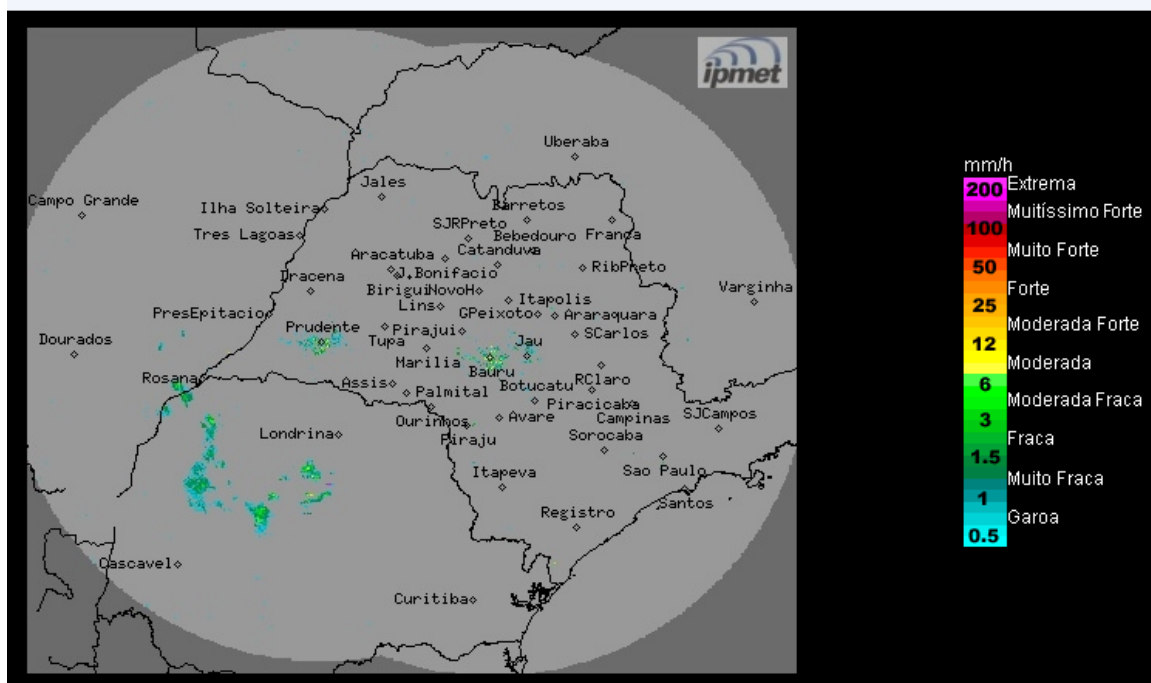 ipmet
Uberaba
Jales
Campo Grande
Ilha Solteira
Barretos
SJRPreto
Tres Lagoas
Bebedouro
Franca
Aracatuba
Catanduva
J.Bonifacio
RibPreto
Dracena
Birigui
NovoH
Varginha
Lins
Itapolis
PresEpitacio
GPeixoto
Araraquara
Prudente
Pirajui
SCarlos
Dourados
Tupa
Jau
Marilia
Bauru
Rosana
Assis
Botucatu
RClaro
Palmital
Piracicaba
Ourinhos
Avare
Campinas
SJCampos
Londrina
Piraju
Sorocaba
Itapeva
Sao Paulo
Santos
Registro
Cascavel
Curitiba
mm/h
200 Extrema
Muitíssimo Forte
100
Muito Forte
50
Forte
25
Moderada Forte
12
Moderada
6
Moderada Fraca
3
Fraca
1.5
Muito Fraca
1
Garoa
0.5